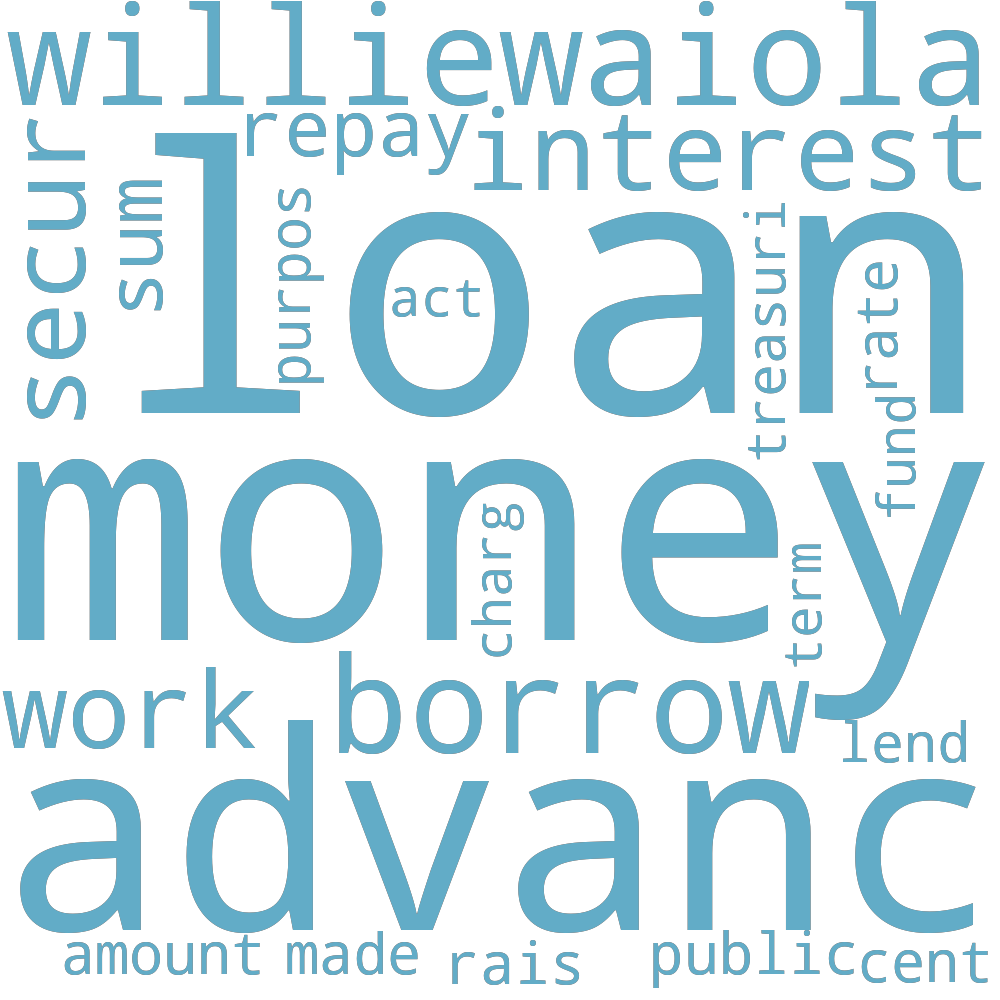 williewaiola
repay
interest
secur
sum
purpos
loan
act
treasuri
rate
fund
money
charg
term
work
borrow
lend
advanc
amount
made
rais
public
cent